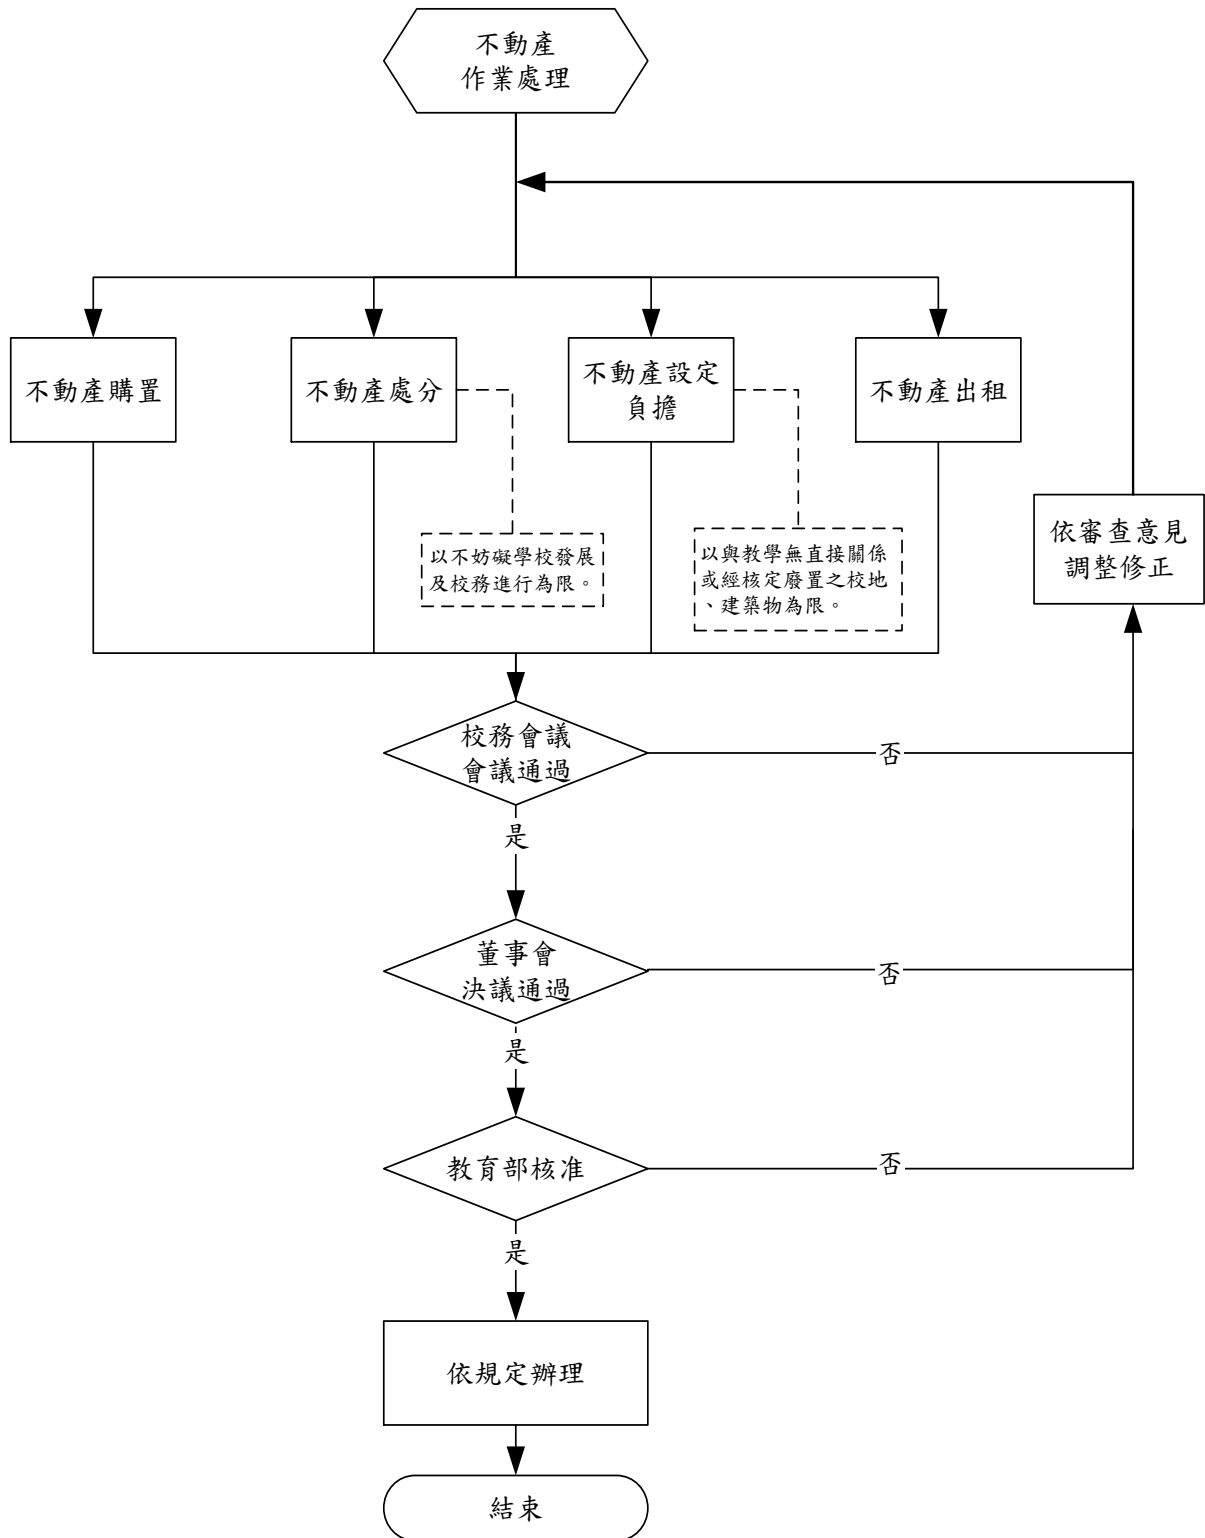 不動產
作業處理
不動產購置
不動產處分
不動產設定
負擔
不動產出租
以不妨礙學校發展
及校務進行為限。
以與教學無直接關係
或經核定廢置之校地
、建築物為限。
依審查意見
調整修正
校務會議
會議通過
否
是
董事會
決議通過
否
是
教育部核准
否
是
依規定辦理
結束